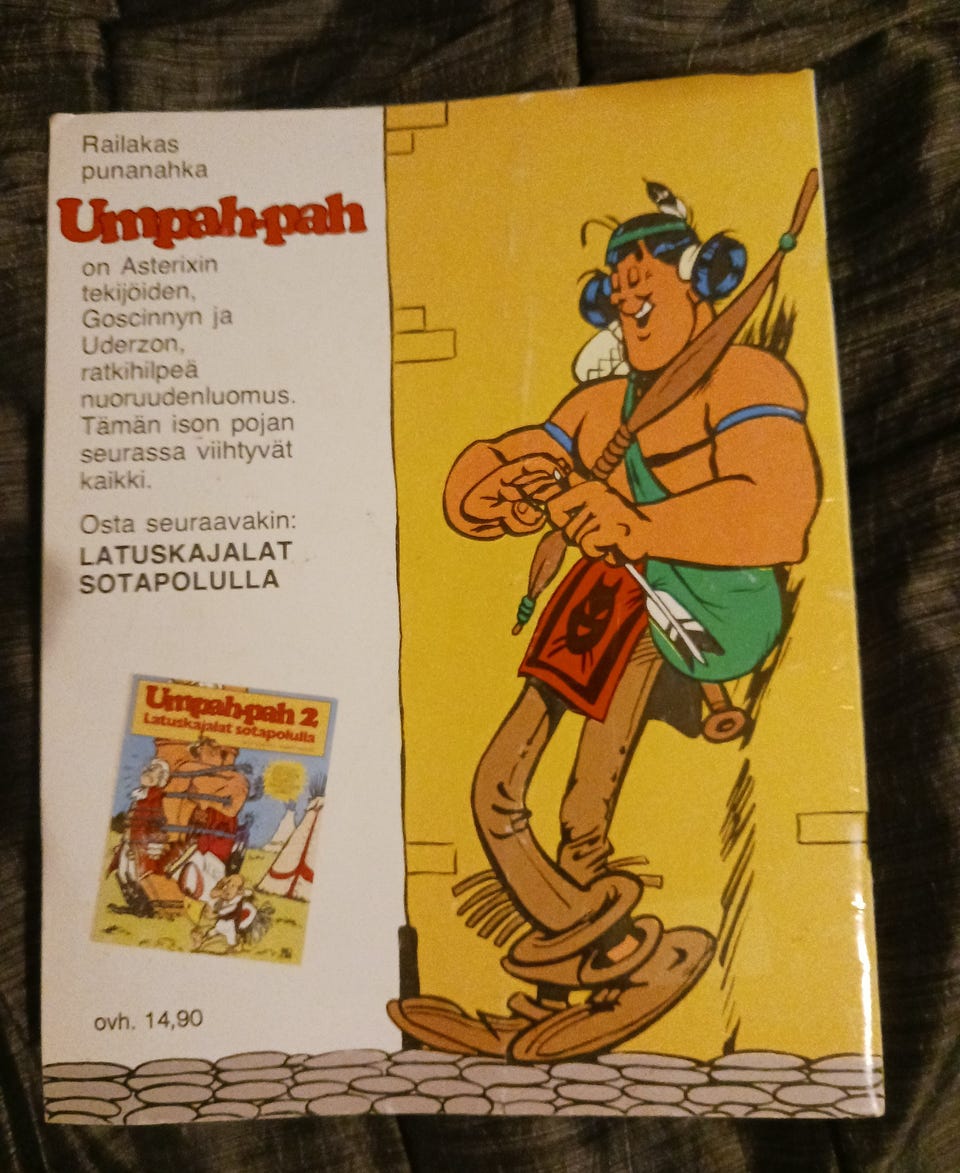 Railakas
punanahka
Umpah-pah
on Asterixin
tekijöiden,
Goscinnyn ja
Uderzon,
ratkihilpeä
nuoruudenluomus.
Tämän ison pojan
seurassa viihtyvät
kaikki.
Osta seuraavakin:
LATUSKAJALAT
SOTAPOLULLA
Umpah-pah 2
Latuskajalat sotapolulla
ovh. 14,90